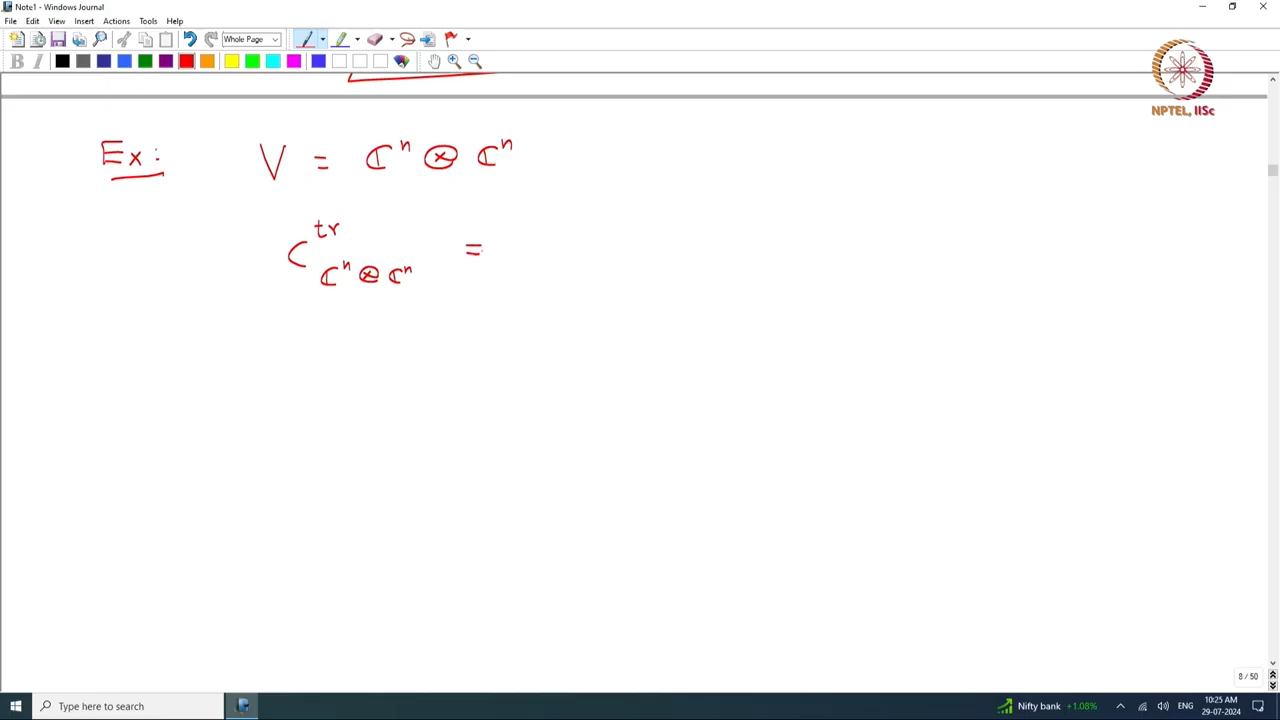 Note1 - Windows Journal
File Edit View Insert Actions Tools Help
Whole Page
B I
NPTEL, IISc
Ex: V = ℂⁿ ⊗ ℂⁿ
C^tr_{ℂⁿ ⊗ ℂⁿ} =
8 / 50
Type here to search
Nifty bank +1.08%
ENG
10:25 AM
29-07-2024